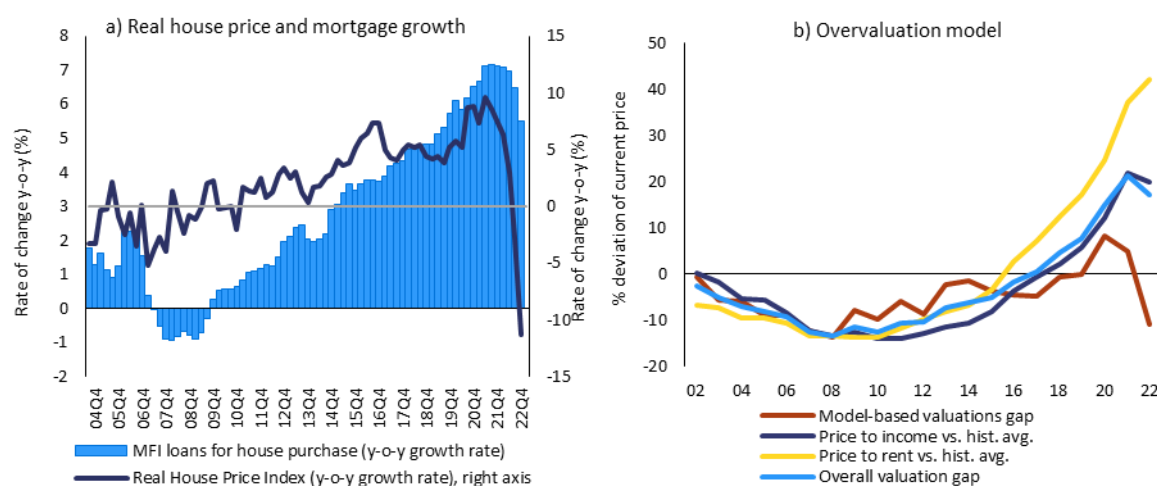 a) Real house price and mortgage growth
8
7
6
5
4
3
2
1
0
-1
-2
Rate of change y-o-y (%)
15
10
5
0
-5
-10
-15
Rate of change y-o-y (%)
04Q4
05Q4
06Q4
07Q4
08Q4
09Q4
10Q4
11Q4
12Q4
13Q4
14Q4
15Q4
16Q4
17Q4
18Q4
19Q4
20Q4
21Q4
22Q4
MFI loans for house purchase (y-o-y growth rate)
Real House Price Index (y-o-y growth rate), right axis
b) Overvaluation model
50
40
30
20
10
0
-10
-20
% deviation of current price
02 04 06 08 10 12 14 16 18 20 22
Model-based valuations gap
Price to income vs. hist. avg.
Price to rent vs. hist. avg.
Overall valuation gap